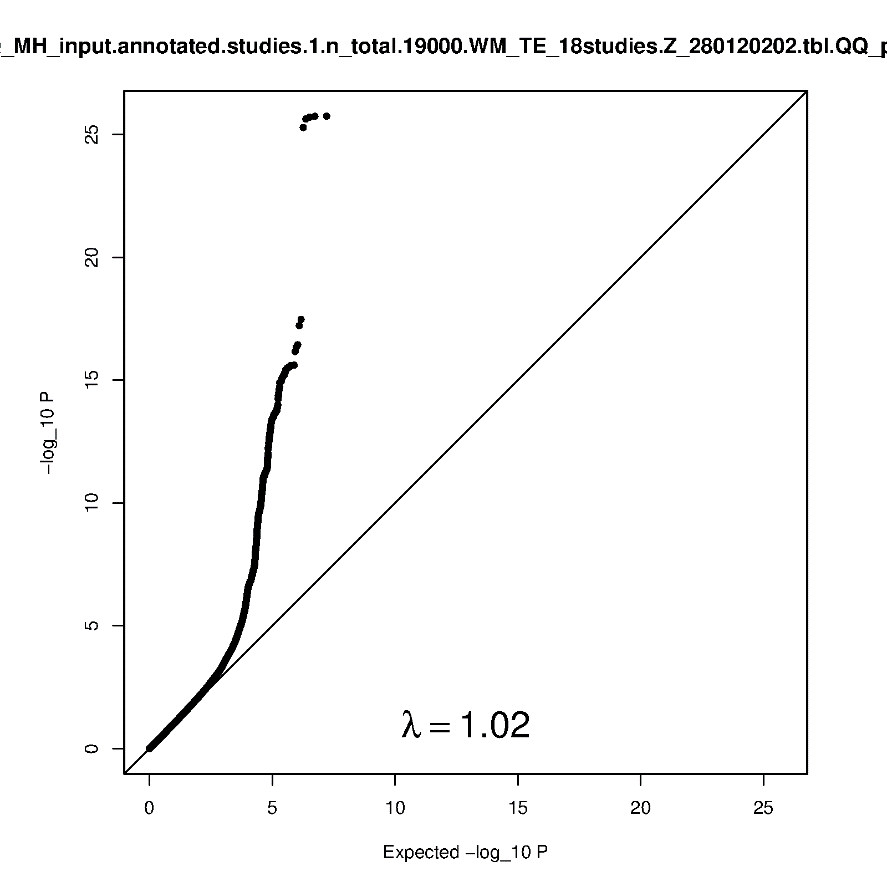 _MH_input.annotated.studies.1.n_total.19000.WM_TE_18studies.Z_280120202.tbl.QQ_p
25
20
15
10
5
0
−log_10 P
λ = 1.02
0 5 10 15 20 25
Expected −log_10 P